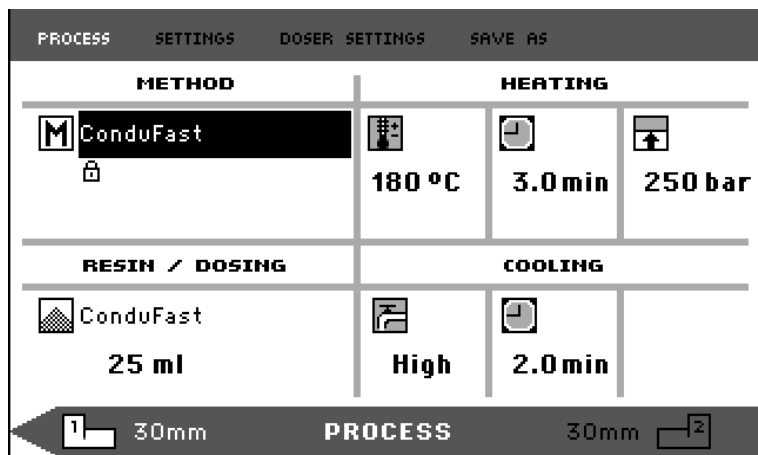 PROCESS SETTINGS DOSER SETTINGS SAVE AS
METHOD HEATING
M ConduFast
180 ºC 3.0 min 250 bar
RESIN / DOSING COOLING
ConduFast
25 ml High 2.0 min
1 30mm PROCESS 30mm 2